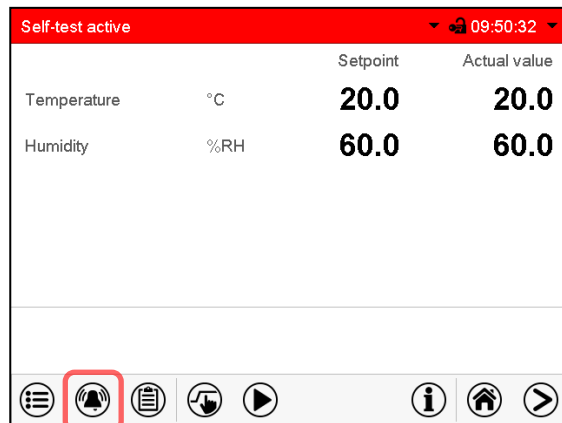 Self-test active 09:50:32
Setpoint Actual value
Temperature °C 20.0 20.0
Humidity %RH 60.0 60.0